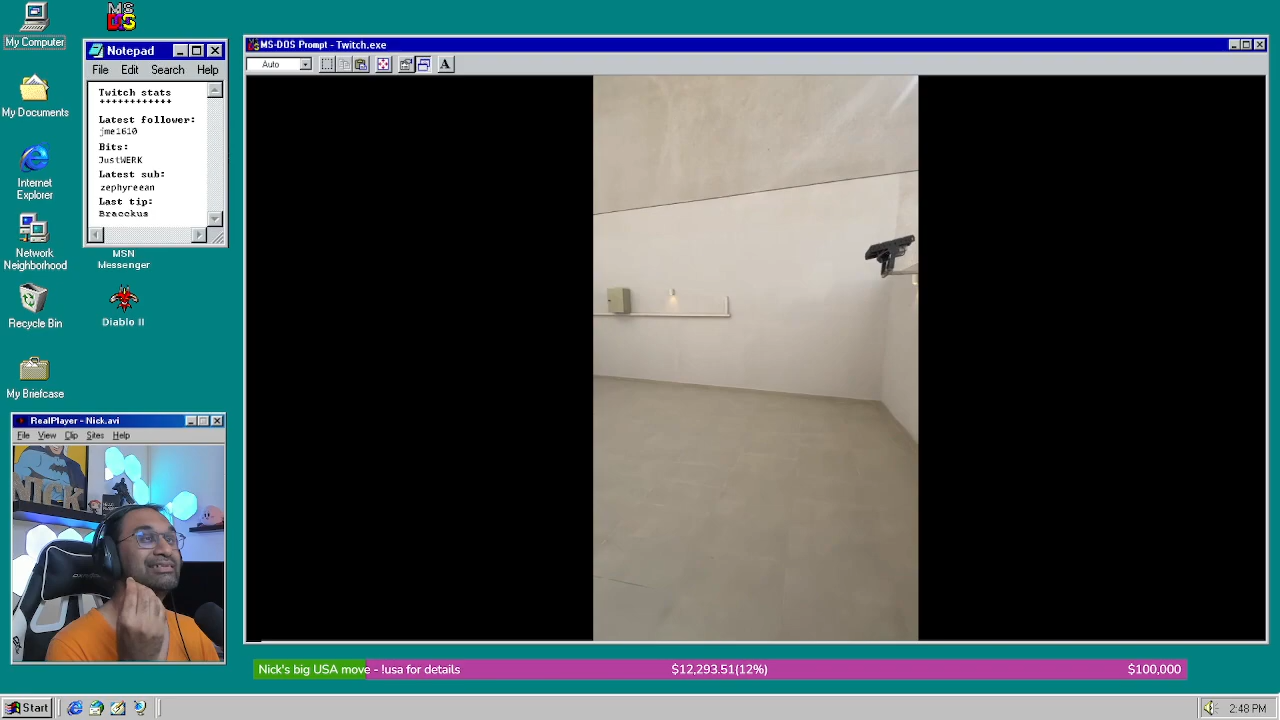 My Computer
MS
DOS
Notepad
File Edit Search Help
Twitch stats
************
Latest follower:
jme1610
Bits:
JustWERK
Latest sub:
zephyreean
Last tip:
Bracckus
My Documents
Internet
Explorer
Network
Neighborhood
MSN
Messenger
Recycle Bin
Diablo II
My Briefcase
MS-DOS Prompt - Twitch.exe
Auto
A
RealPlayer - Nick.avi
File View Clip Sites Help
NICK
Nick's big USA move - !usa for details
$12,293.51(12%)
$100,000
Start
2:48 PM